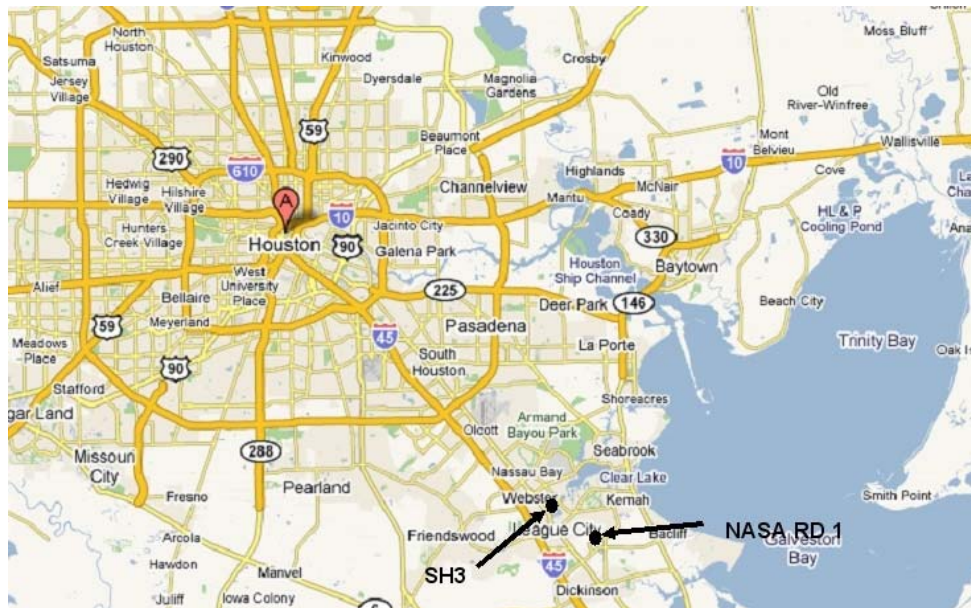 Moss Bluff
North
Houston
Satsuma
Kinwood
Crosby
Jersey
Village
Dyersdale
Magnolia
Gardens
Old
River-Winfree
59
Beaumont
Place
Mont
Belvieu
Wallisville
290
610
10
Highlands
Hedwig
Village
Hilshire
Village
Channelview
McNair
Cove
A
10
Coady
HL & P
Cooling Pond
Hunters
Creek Village
Jacinto City
330
Houston
90
Galena Park
Baytown
West
University
Place
Houston
Ship Channel
Alief
Bellaire
225
Deer Park
146
Beach City
59
Meyerland
45
Pasadena
Trinity Bay
Meadows
Place
90
La Porte
South
Houston
Stafford
Shoreacres
gar Land
Armand
Bayou Park
Olcott
288
Seabrook
Missouri
City
Nassau Bay
Clear Lake
Pearland
Fresno
Webster
Kemah
Smith Point
Friendswood
League City
NASA RD 1
Arcola
Bacliff
Galveston
Bay
Hawdon
45
SH3
Manvel
Dickinson
Juliff
Iowa Colony
6